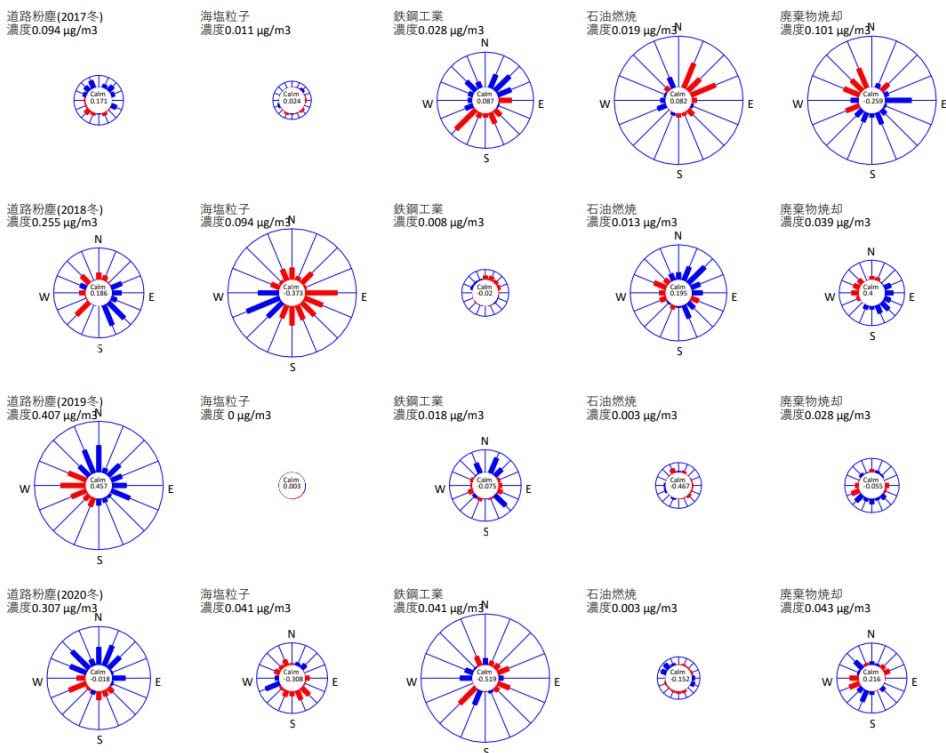 道路粉塵(2017冬)
濃度0.094 µg/m3
Calm
0.171
海塩粒子
濃度0.011 µg/m3
Calm
0.024
鉄鋼工業
濃度0.028 µg/m3
N
W
Calm
0.087
E
S
石油燃焼
濃度0.019 µg/m3
N
W
Calm
0.082
E
S
廃棄物焼却
濃度0.101 µg/m3
N
W
Calm
-0.259
E
S
道路粉塵(2018冬)
濃度0.255 µg/m3
N
W
Calm
0.186
E
S
海塩粒子
濃度0.094 µg/m3
N
W
Calm
-0.373
E
S
鉄鋼工業
濃度0.008 µg/m3
Calm
-0.02
石油燃焼
濃度0.013 µg/m3
N
W
Calm
0.195
E
S
廃棄物焼却
濃度0.039 µg/m3
N
W
Calm
0.4
E
S
道路粉塵(2019冬)
濃度0.407 µg/m3
N
W
Calm
0.457
E
S
海塩粒子
濃度 0 µg/m3
Calm
0.003
鉄鋼工業
濃度0.018 µg/m3
N
W
Calm
-0.075
E
S
石油燃焼
濃度0.003 µg/m3
Calm
-0.467
廃棄物焼却
濃度0.028 µg/m3
Calm
-0.055
道路粉塵(2020冬)
濃度0.307 µg/m3
N
W
Calm
-0.018
E
S
海塩粒子
濃度0.041 µg/m3
N
W
Calm
-0.308
E
S
鉄鋼工業
濃度0.041 µg/m3
N
W
Calm
-0.519
E
S
石油燃焼
濃度0.003 µg/m3
Calm
-0.152
廃棄物焼却
濃度0.043 µg/m3
N
W
Calm
0.216
E
S